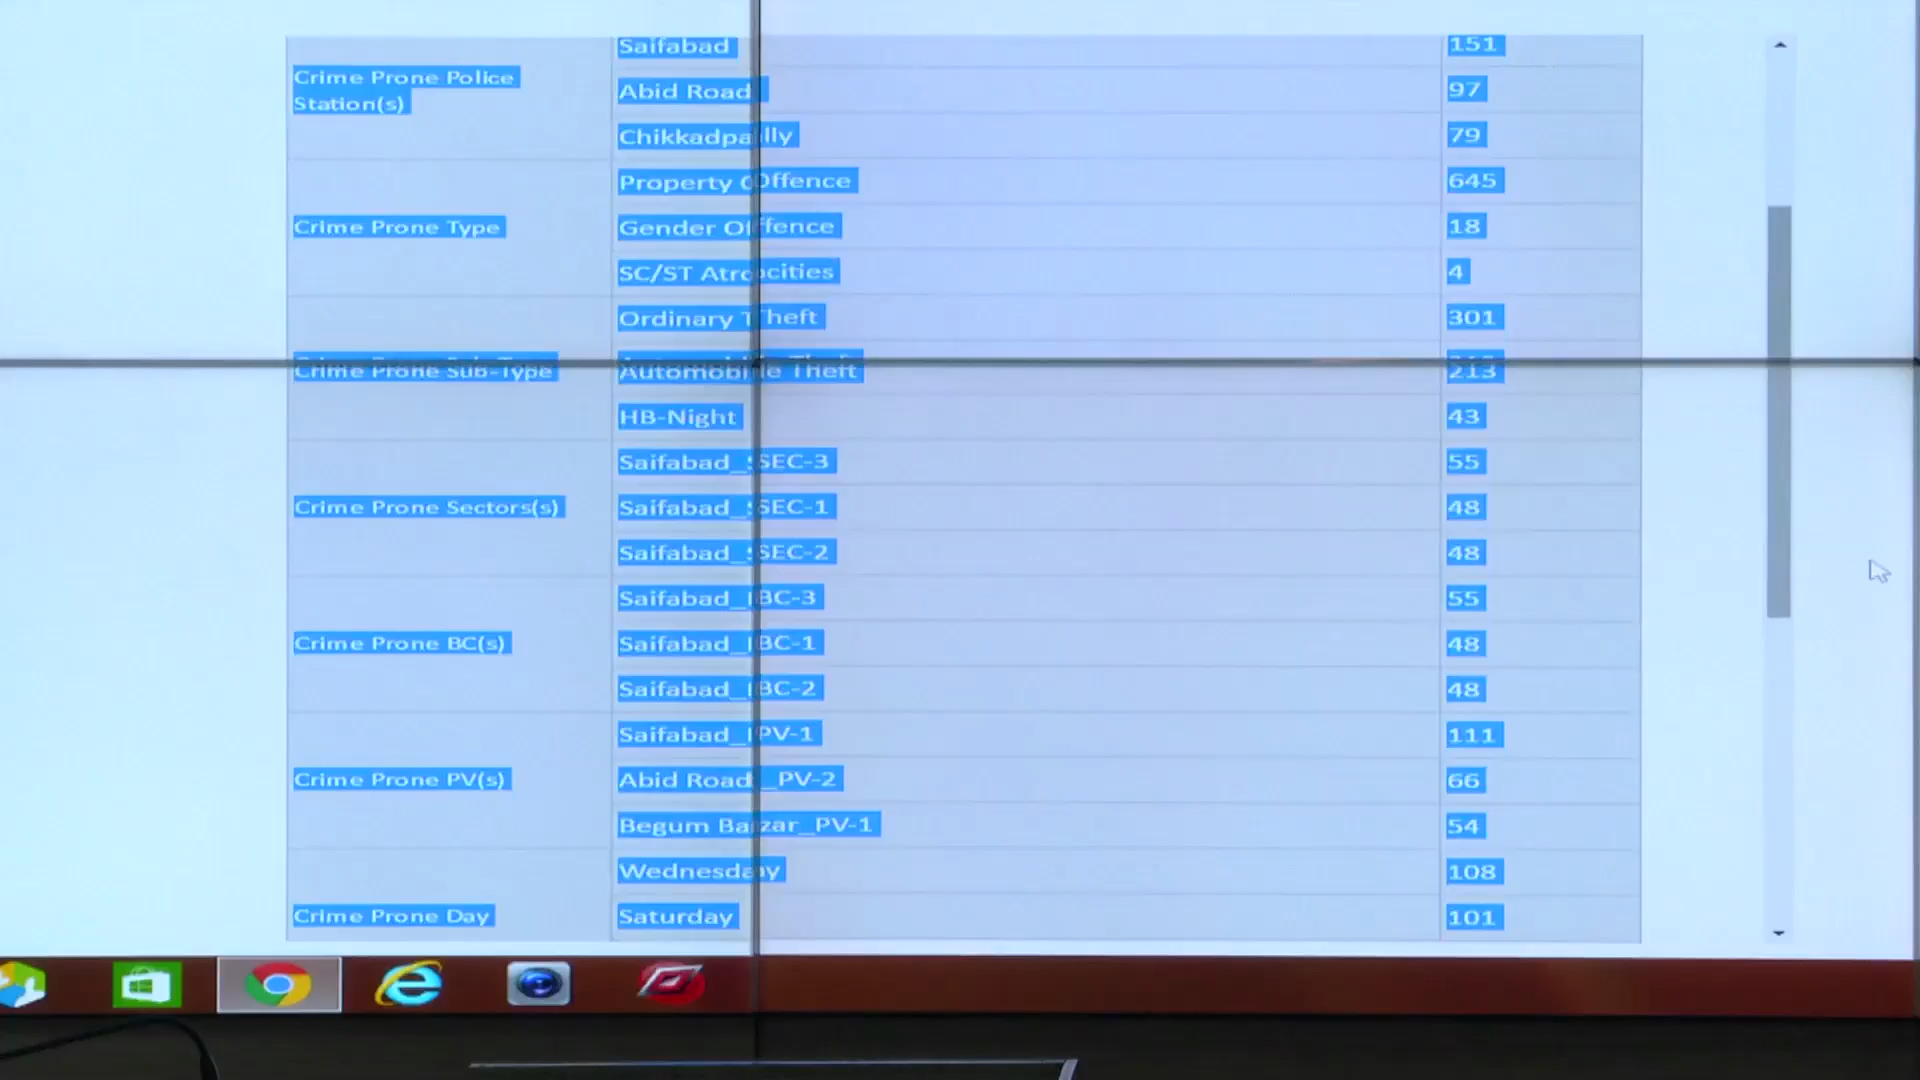 Saifabad 151
Crime Prone Police
Station(s)
Abid Road 97
Chikkadpally 79
Property Offence 645
Crime Prone Type Gender Offence 18
SC/ST Atrocities 4
Ordinary Theft 301
Crime Prone Sub-Type Automobile Theft 213
HB-Night 43
Saifabad_SEC-3 55
Crime Prone Sectors(s) Saifabad_SEC-1 48
Saifabad_SEC-2 48
Saifabad_BC-3 55
Crime Prone BC(s) Saifabad_BC-1 48
Saifabad_BC-2 48
Saifabad_PV-1 111
Crime Prone PV(s) Abid Road_PV-2 66
Begum Bazar_PV-1 54
Wednesday 108
Crime Prone Day Saturday 101